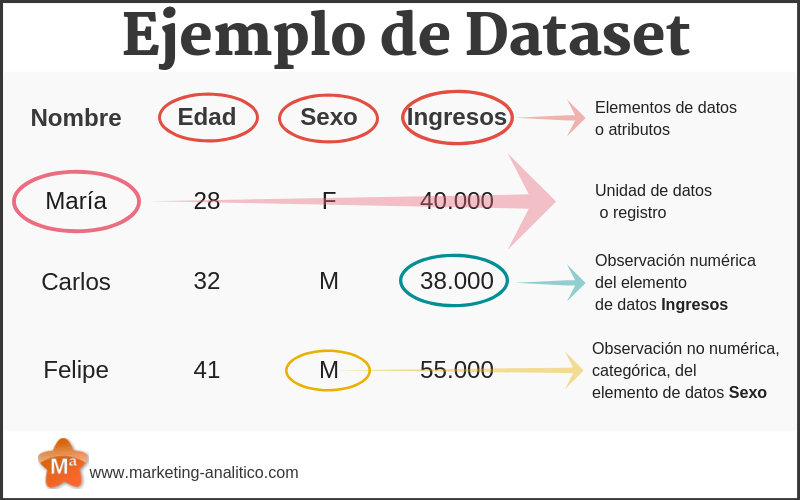 Ejemplo de Dataset
Nombre Edad Sexo Ingresos
Elementos de datos
o atributos
María 28 F 40.000
Unidad de datos
o registro
Carlos 32 M 38.000
Observación numérica
del elemento
de datos Ingresos
Felipe 41 M 55.000
Observación no numérica,
categórica, del
elemento de datos Sexo
Mª
www.marketing-analitico.com